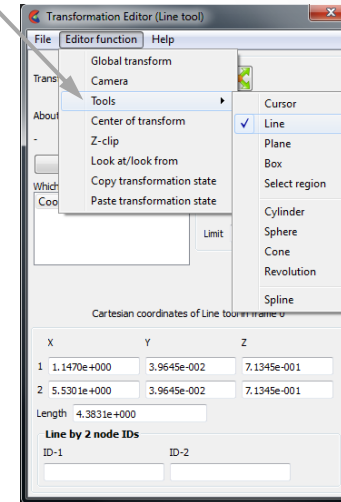 Transformation Editor (Line tool)
File Editor function Help
Global transform
Camera
Tools
Center of transform
Z-clip
Look at/look from
Copy transformation state
Paste transformation state
Cursor
✓ Line
Plane
Box
Select region
Cylinder
Sphere
Cone
Revolution
Spline
About
-
Which
Limit
Cartesian coordinates of Line tool in frame 0
X Y Z
1 1.1470e+000 3.9645e-002 7.1345e-001
2 5.5301e+000 3.9645e-002 7.1345e-001
Length 4.3831e+000
Line by 2 node IDs
ID-1 ID-2